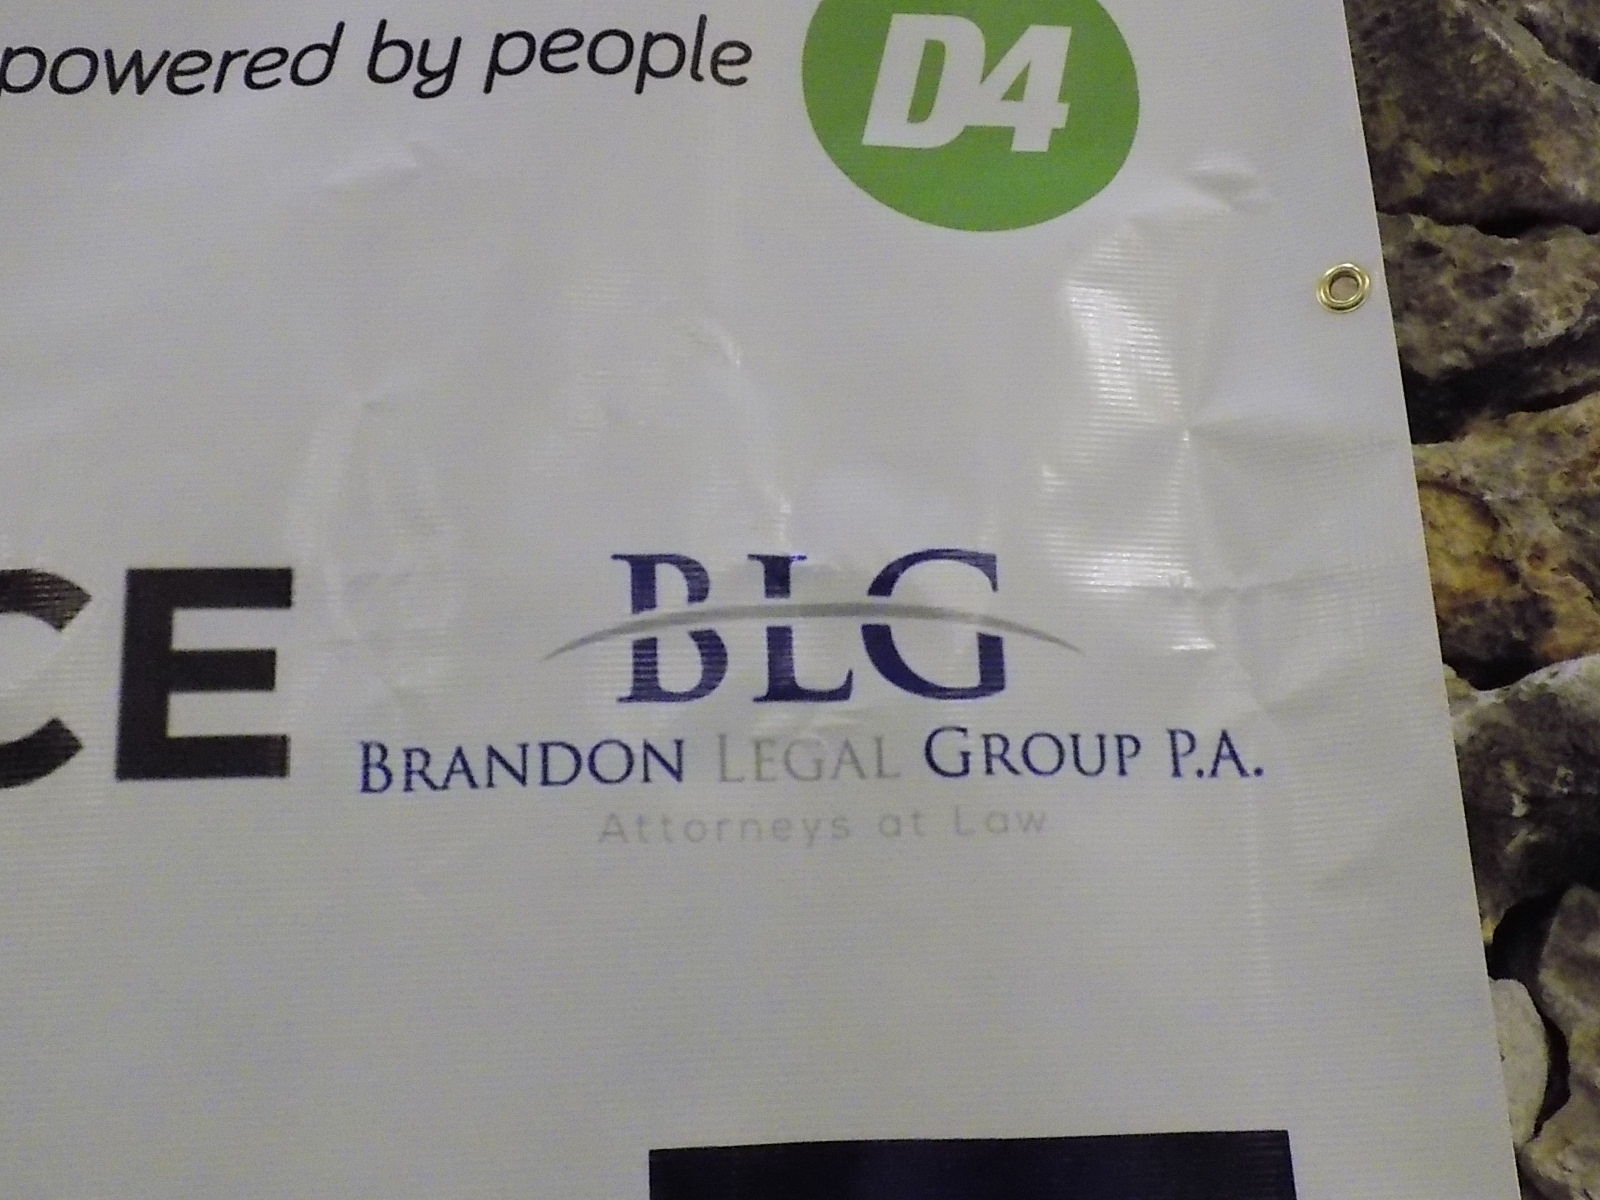 powered by people
D4
CE
BLG
BRANDON LEGAL GROUP P.A.
Attorneys at Law